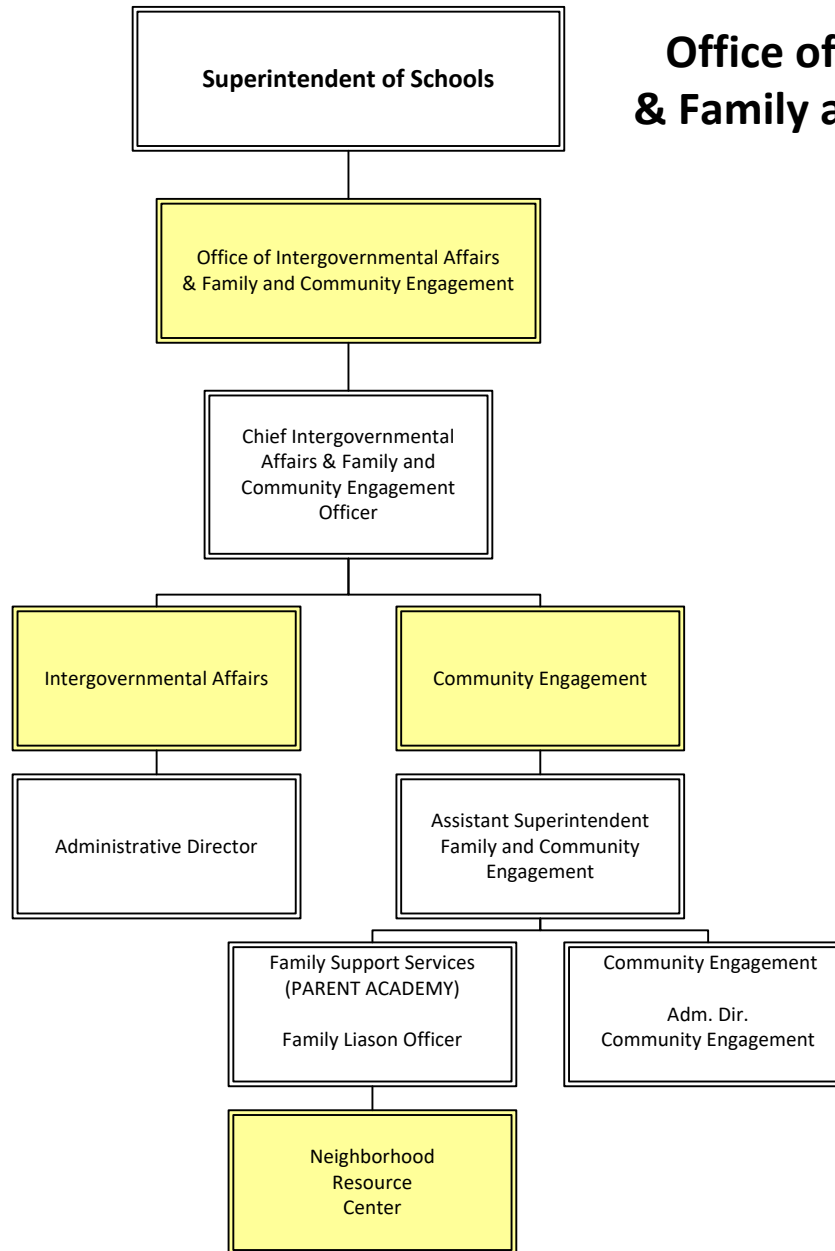 Superintendent of Schools
Office of
& Family a
Office of Intergovernmental Affairs
& Family and Community Engagement
Chief Intergovernmental
Affairs & Family and
Community Engagement
Officer
Intergovernmental Affairs
Community Engagement
Administrative Director
Assistant Superintendent
Family and Community
Engagement
Family Support Services
(PARENT ACADEMY)
Family Liason Officer
Community Engagement
Adm. Dir.
Community Engagement
Neighborhood
Resource
Center